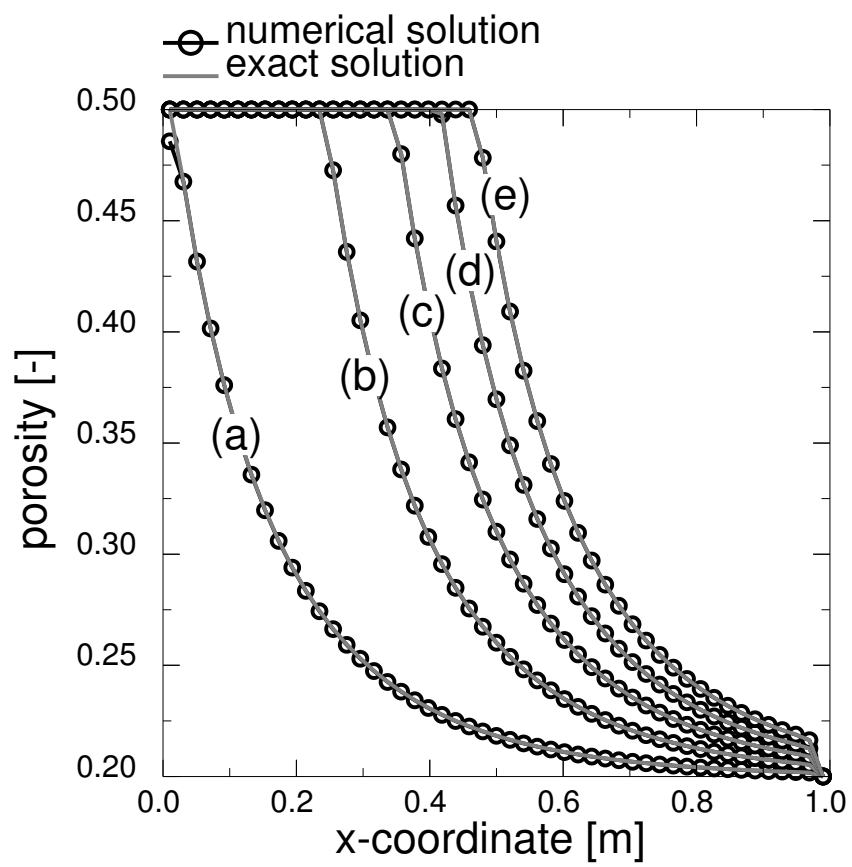 numerical solution
exact solution
0.50
0.45
0.40
0.35
0.30
0.25
0.20
porosity [-]
(a)
(b)
(c)
(d)
(e)
0.0 0.2 0.4 0.6 0.8 1.0
x-coordinate [m]